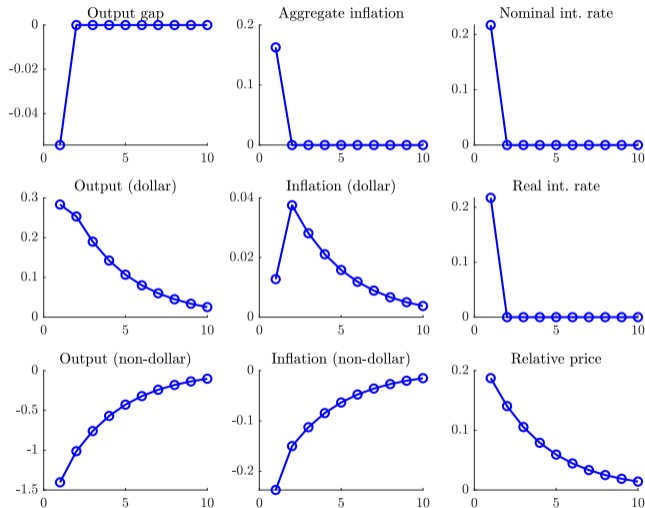 Output gap
0
-0.02
-0.04
0 5 10
Aggregate inflation
0.2
0.1
0
0 5 10
Nominal int. rate
0.2
0.1
0
0 5 10
Output (dollar)
0.3
0.2
0.1
0
0 5 10
Inflation (dollar)
0.04
0.02
0
0 5 10
Real int. rate
0.2
0.1
0
0 5 10
Output (non-dollar)
0
-0.5
-1
-1.5
0 5 10
Inflation (non-dollar)
0
-0.1
-0.2
0 5 10
Relative price
0.2
0.1
0
0 5 10